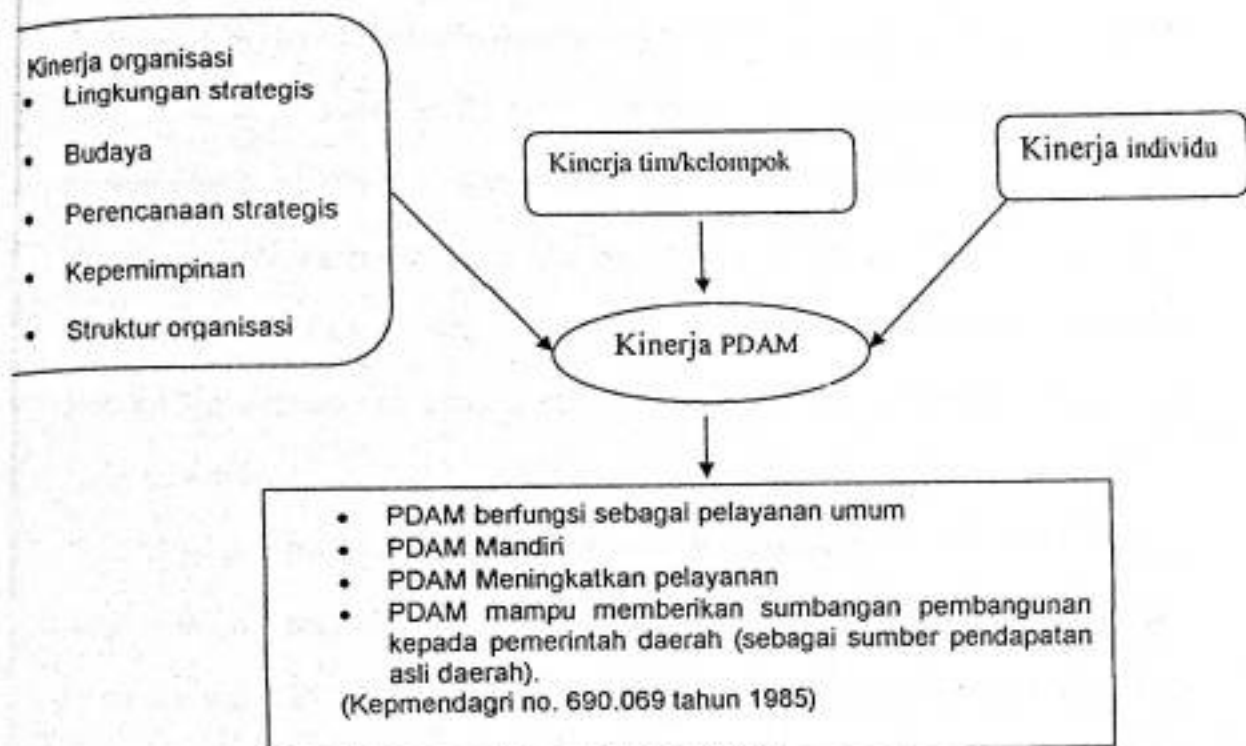 Kinerja organisasi
• Lingkungan strategis
• Budaya
• Perencanaan strategis
• Kepemimpinan
• Struktur organisasi
Kinerja tim/kelompok
Kinerja individu
Kinerja PDAM
• PDAM berfungsi sebagai pelayanan umum
• PDAM Mandiri
• PDAM Meningkatkan pelayanan
• PDAM mampu memberikan sumbangan pembangunan
kepada pemerintah daerah (sebagai sumber pendapatan
asli daerah).
(Kepmendagri no. 690.069 tahun 1985)